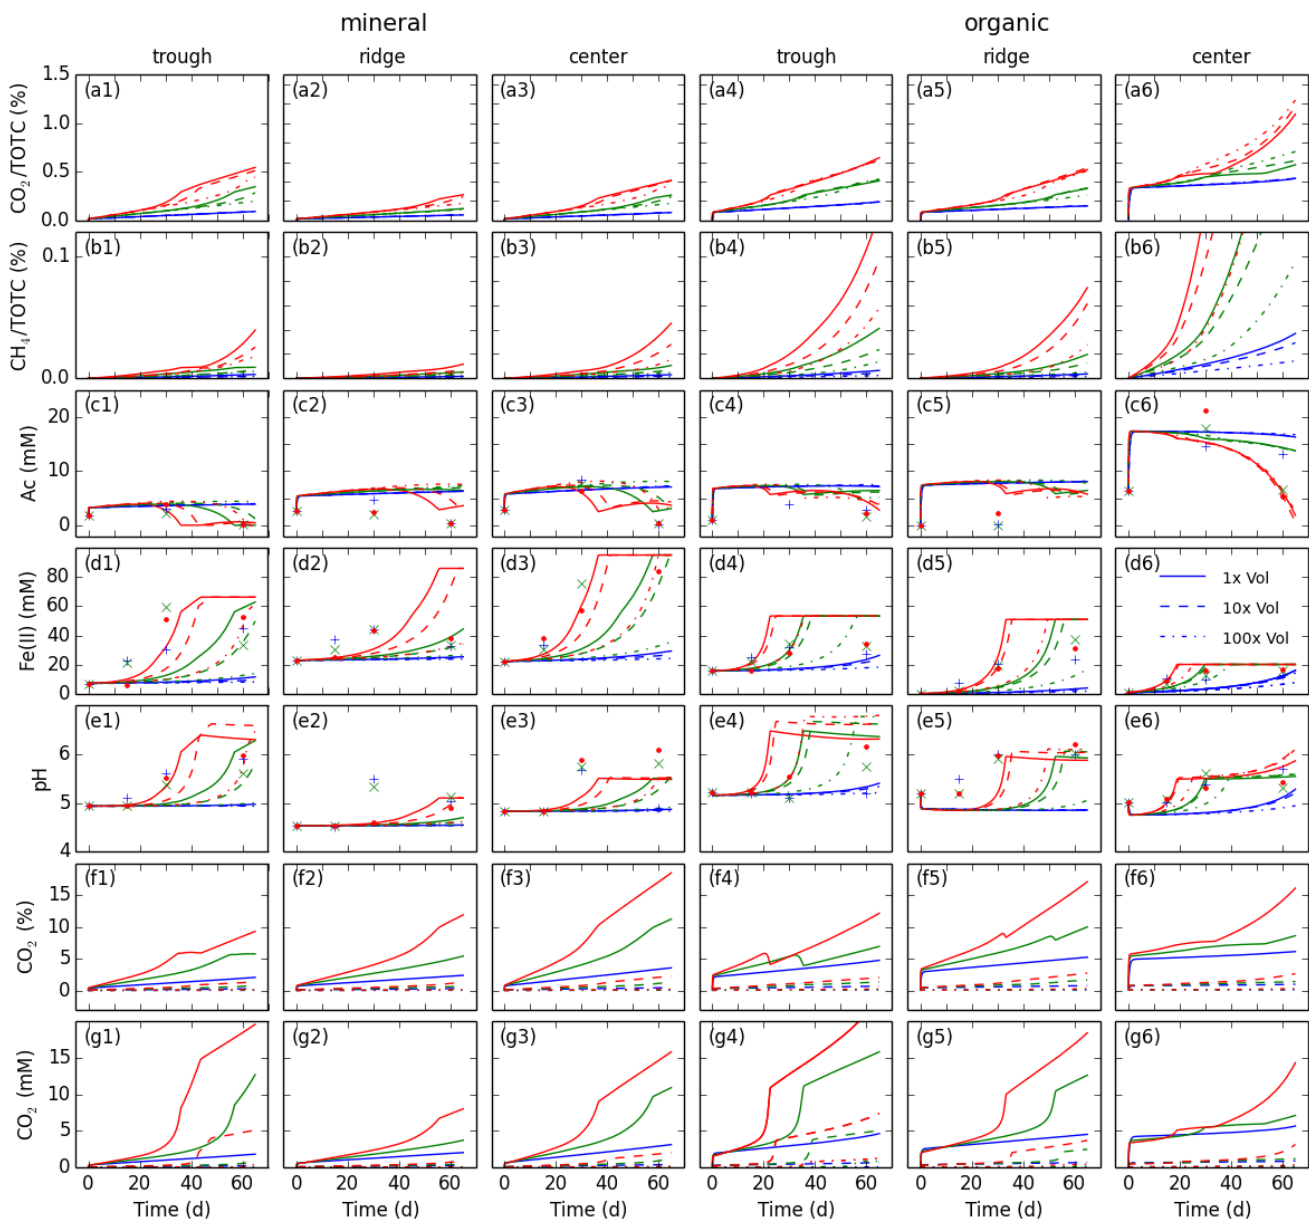 mineral organic
trough ridge center trough ridge center
CO₂/TOTC (%)
1.5
1.0
0.5
0.0
(a1) (a2) (a3) (a4) (a5) (a6)
CH₄/TOTC (%)
0.1
0.0
(b1) (b2) (b3) (b4) (b5) (b6)
Ac (mM)
20
10
0
(c1) (c2) (c3) (c4) (c5) (c6)
Fe(II) (mM)
80
60
40
20
0
(d1) (d2) (d3) (d4) (d5) (d6)
1x Vol
10x Vol
100x Vol
pH
6
5
4
(e1) (e2) (e3) (e4) (e5) (e6)
CO₂ (%)
15
10
5
0
(f1) (f2) (f3) (f4) (f5) (f6)
CO₂ (mM)
15
10
5
0
(g1) (g2) (g3) (g4) (g5) (g6)
0 20 40 60 0 20 40 60 0 20 40 60 0 20 40 60 0 20 40 60 0 20 40 60
Time (d) Time (d) Time (d) Time (d) Time (d) Time (d)